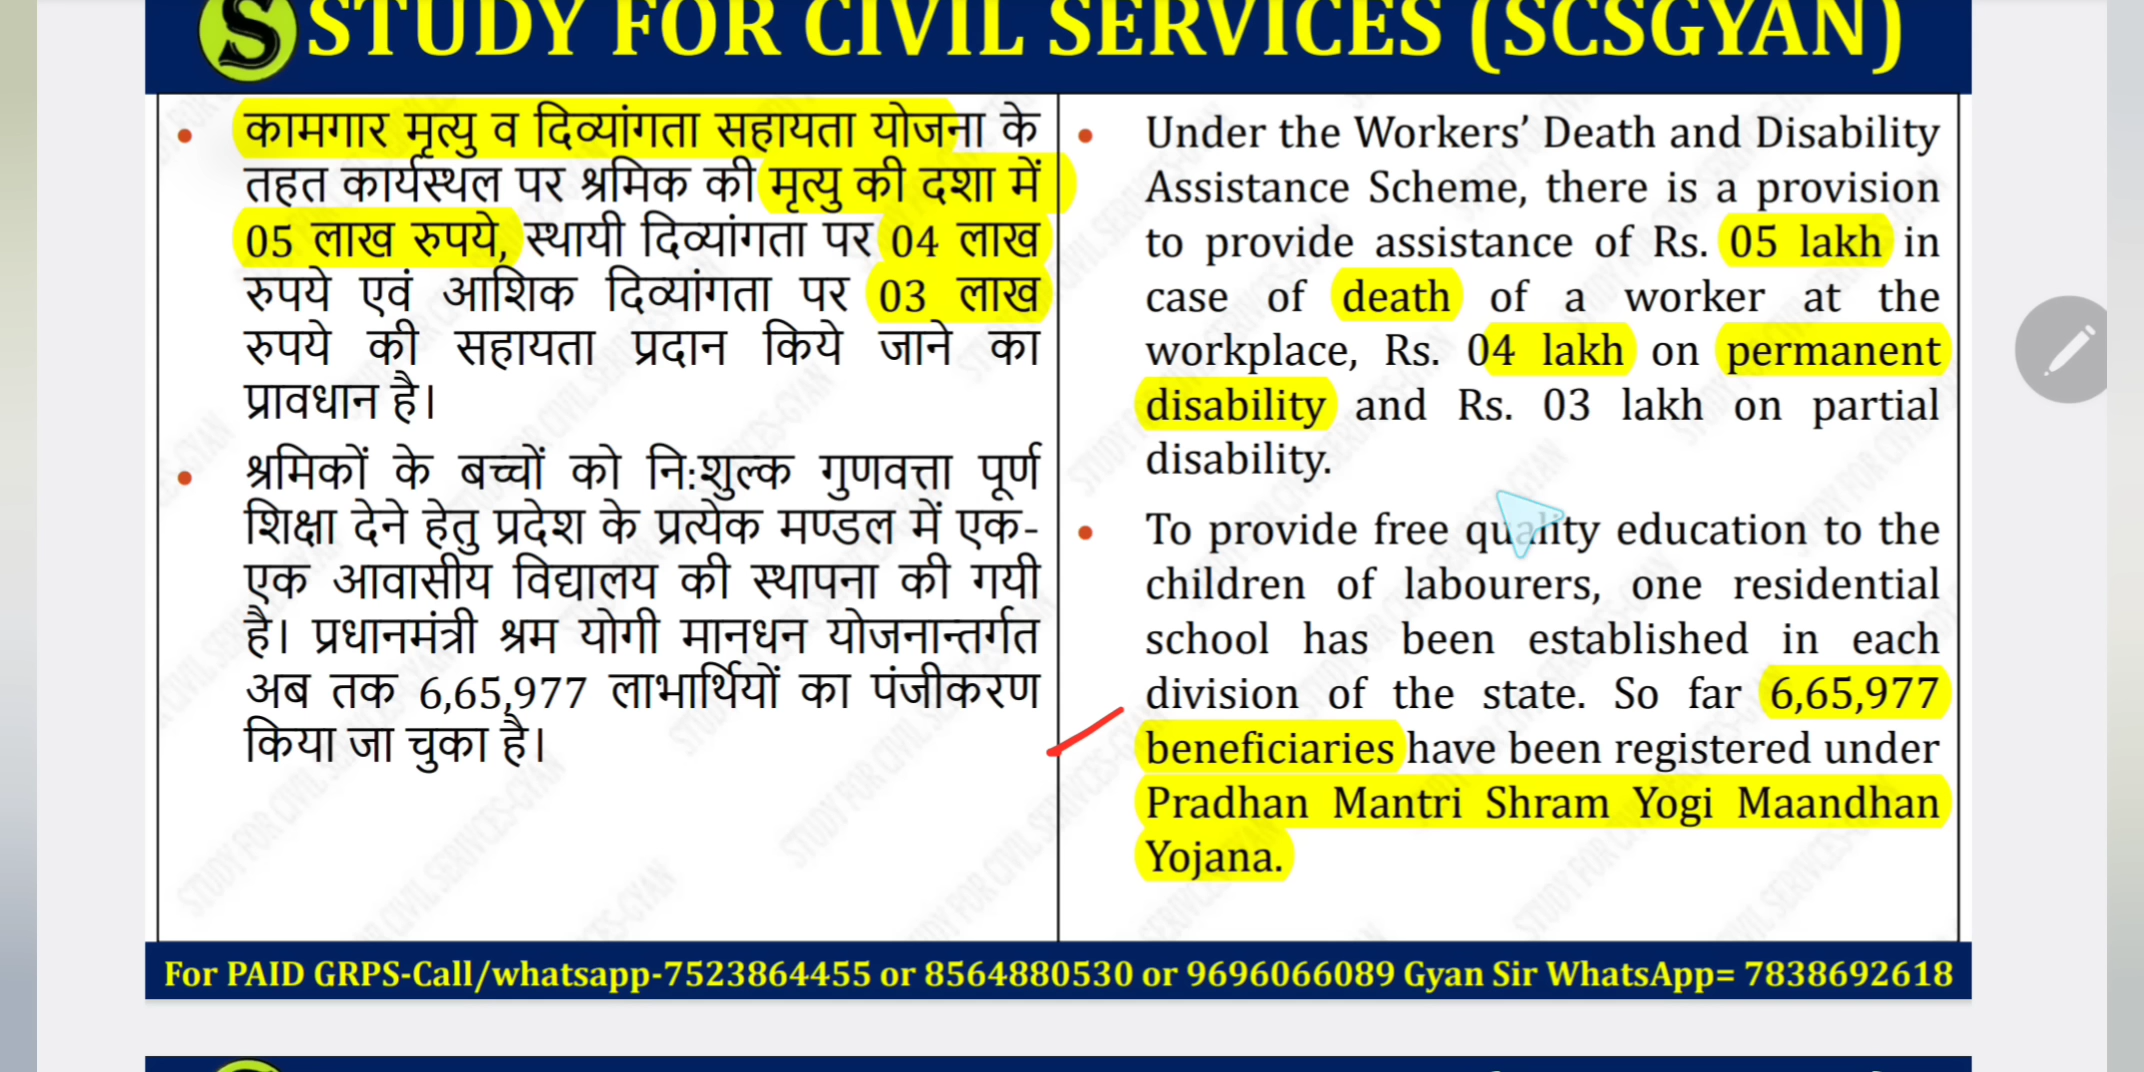 STUDY FOR CIVIL SERVICES (SCSGYAN)
कामगार मृत्यु व दिव्यांगता सहायता योजना के
तहत कार्यस्थल पर श्रमिक की मृत्यु की दशा में
05 लाख रुपये, स्थायी दिव्यांगता पर 04 लाख
रुपये एवं आशिक दिव्यांगता पर 03 लाख
रुपये की सहायता प्रदान किये जाने का
प्रावधान है।
श्रमिकों के बच्चों को नि:शुल्क गुणवत्ता पूर्ण
शिक्षा देने हेतु प्रदेश के प्रत्येक मण्डल में एक-
एक आवासीय विद्यालय की स्थापना की गयी
है। प्रधानमंत्री श्रम योगी मानधन योजनान्तर्गत
अब तक 6,65,977 लाभार्थियों का पंजीकरण
किया जा चुका है।
Under the Workers’ Death and Disability
Assistance Scheme, there is a provision
to provide assistance of Rs. 05 lakh in
case of death of a worker at the
workplace, Rs. 04 lakh on permanent
disability and Rs. 03 lakh on partial
disability.
To provide free quality education to the
children of labourers, one residential
school has been established in each
division of the state. So far 6,65,977
beneficiaries have been registered under
Pradhan Mantri Shram Yogi Maandhan
Yojana.
For PAID GRPS-Call/whatsapp-7523864455 or 8564880530 or 9696066089 Gyan Sir WhatsApp= 7838692618